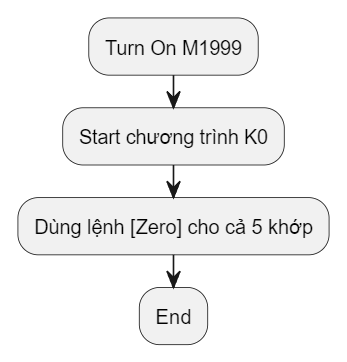 Turn On M1999
Start chương trình K0
Dùng lệnh [Zero] cho cả 5 khớp
End